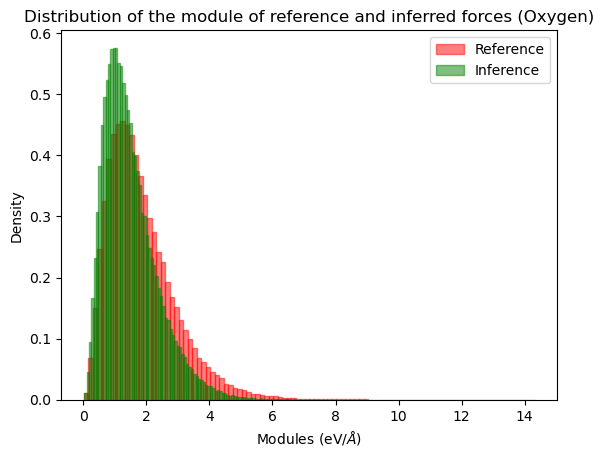 Distribution of the module of reference and inferred forces (Oxygen)
Reference
Inference
Density
0.6
0.5
0.4
0.3
0.2
0.1
0.0
0 2 4 6 8 10 12 14
Modules (eV/Å)